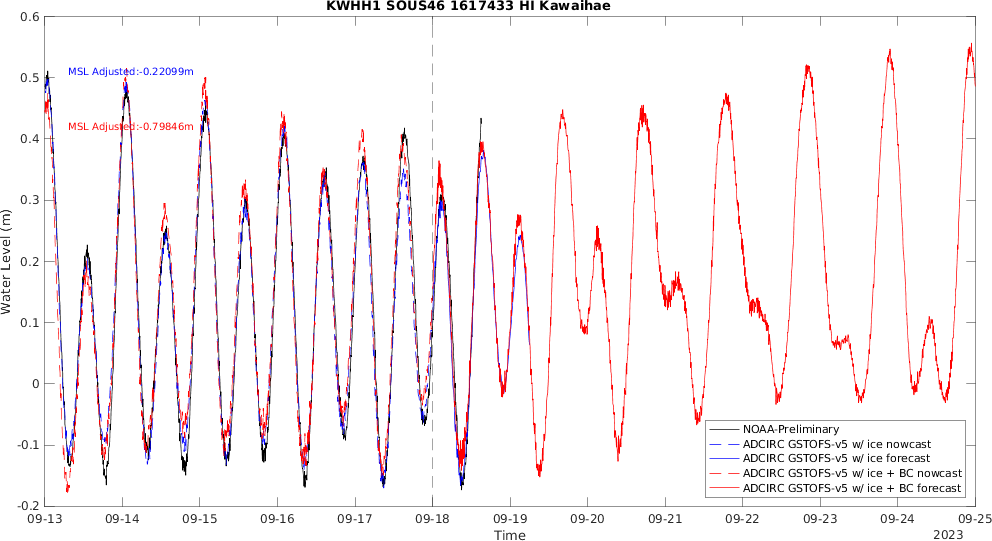 KWHH1 SOUS46 1617433 HI Kawaihae
0.6
0.5
0.4
0.3
0.2
0.1
0
-0.1
-0.2
Water Level (m)
MSL Adjusted:-0.22099m
MSL Adjusted:-0.79846m
NOAA-Preliminary
ADCIRC GSTOFS-v5 w/ ice nowcast
ADCIRC GSTOFS-v5 w/ ice forecast
ADCIRC GSTOFS-v5 w/ ice + BC nowcast
ADCIRC GSTOFS-v5 w/ ice + BC forecast
09-13 09-14 09-15 09-16 09-17 09-18 09-19 09-20 09-21 09-22 09-23 09-24 09-25
Time
2023